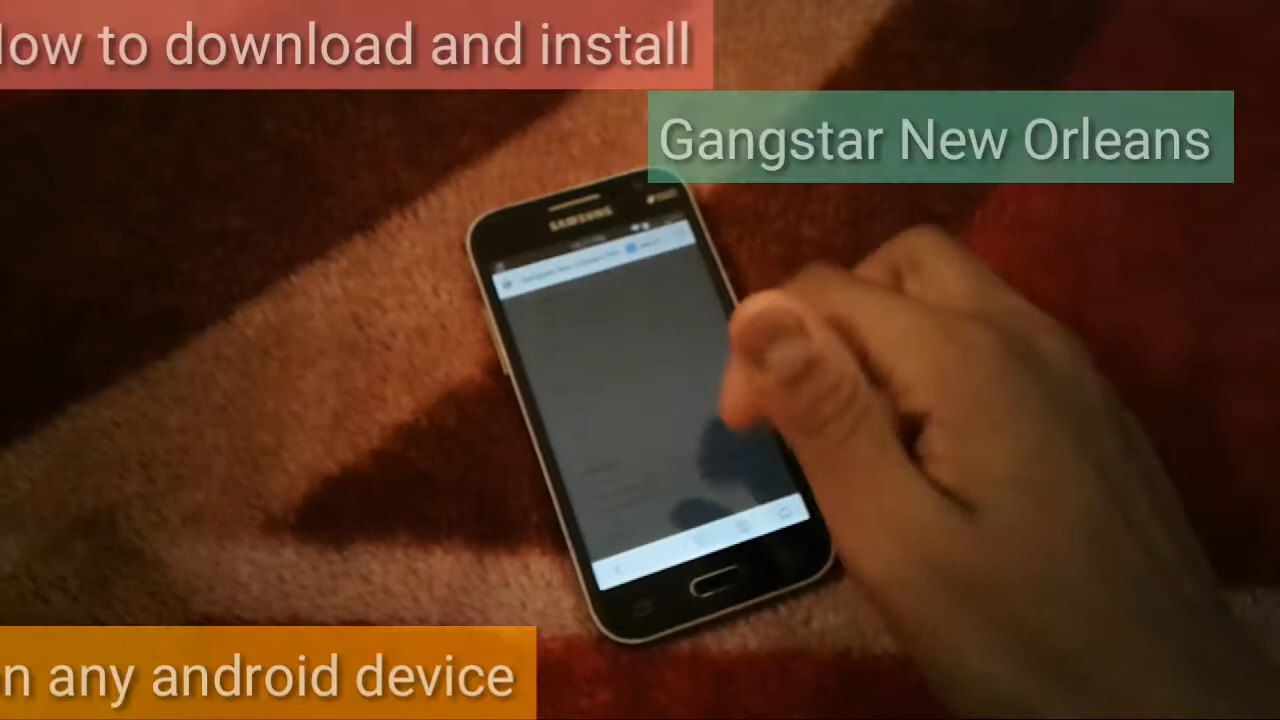 low to download and install
Gangstar New Orleans
SAMSUNG
n any android device